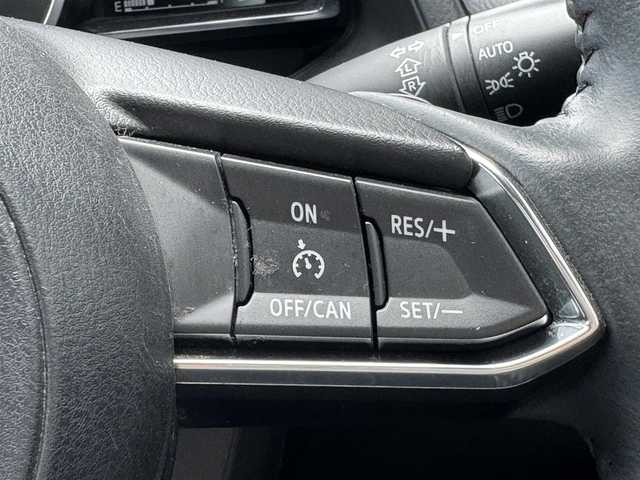 E
OFF
AUTO
L
R
ON
RES/+
OFF/CAN
SET/−